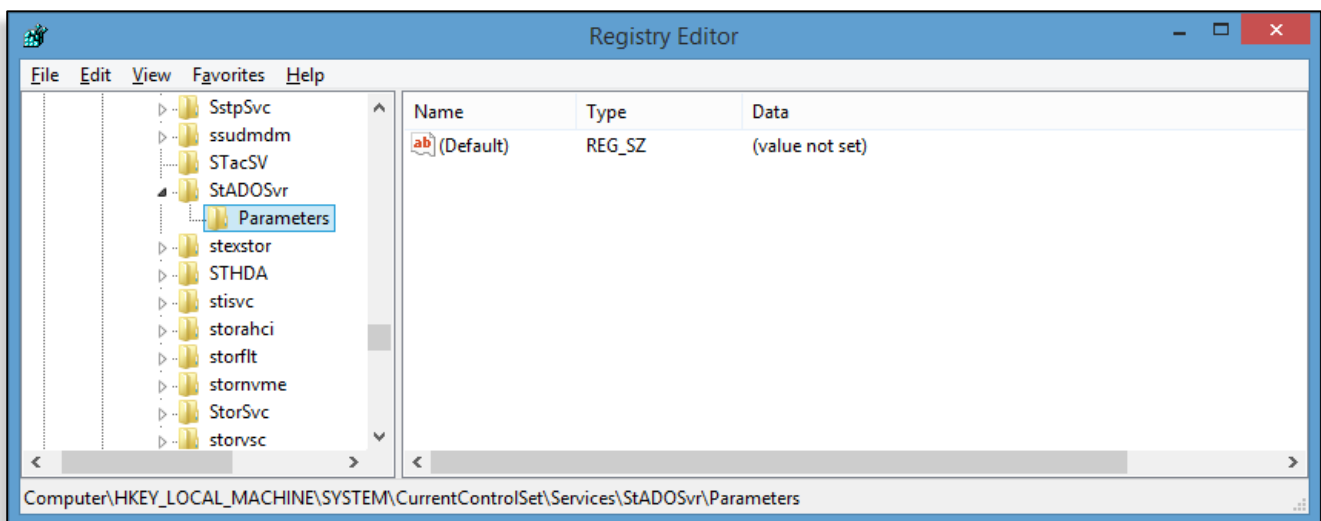 Registry Editor
File Edit View Favorites Help
SstpSvc
ssudmdm
STacSV
StADOSvr
Parameters
stexstor
STHDA
stisvc
storahci
storflt
stornvme
StorSvc
storvsc
Name Type Data
ab (Default) REG_SZ (value not set)
Computer\HKEY_LOCAL_MACHINE\SYSTEM\CurrentControlSet\Services\StADOSvr\Parameters